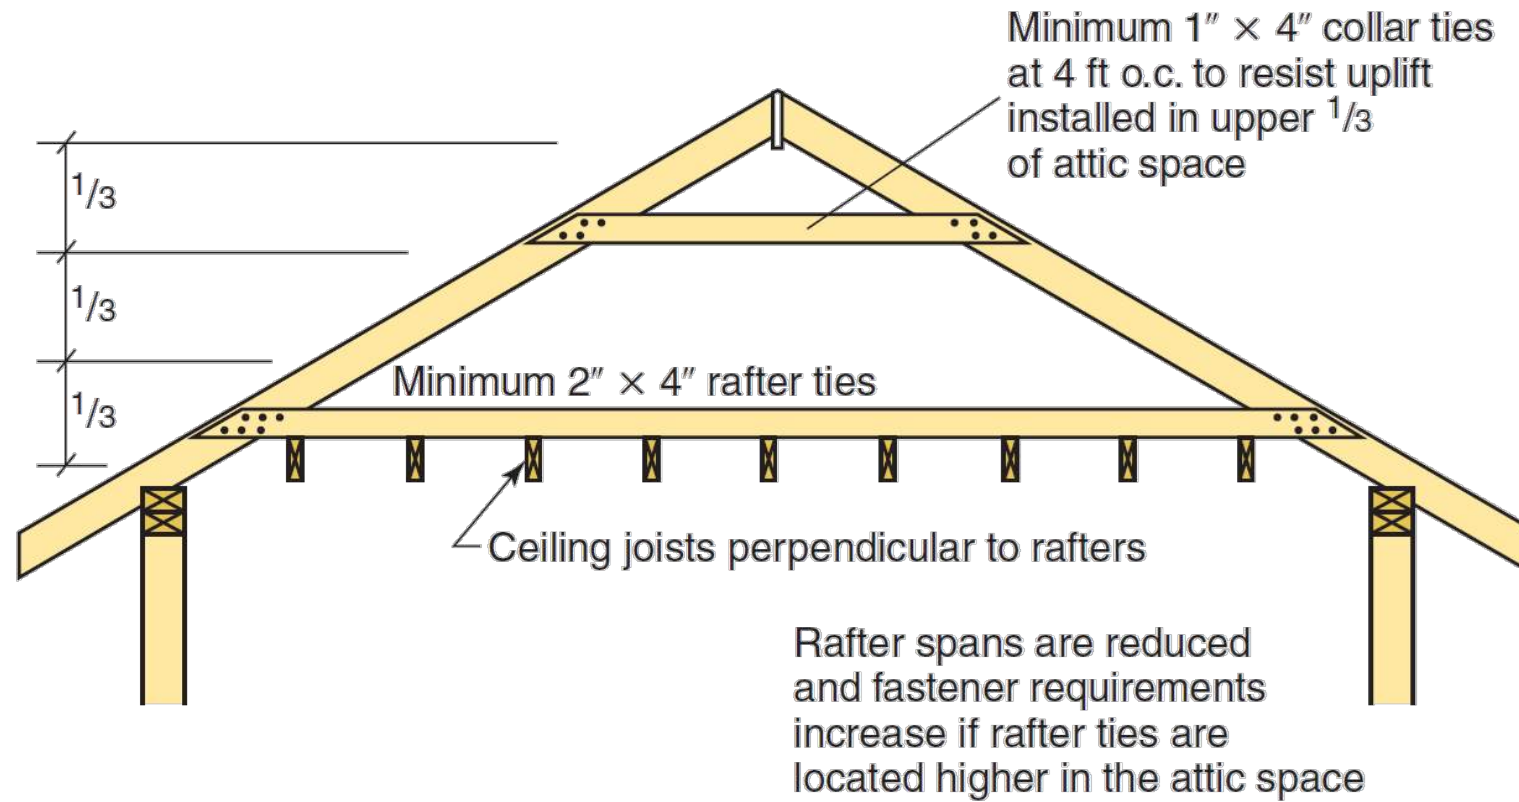 Minimum 1″ × 4″ collar ties
at 4 ft o.c. to resist uplift
installed in upper 1/3
of attic space
1/3
1/3
1/3
Minimum 2″ × 4″ rafter ties
Ceiling joists perpendicular to rafters
Rafter spans are reduced
and fastener requirements
increase if rafter ties are
located higher in the attic space